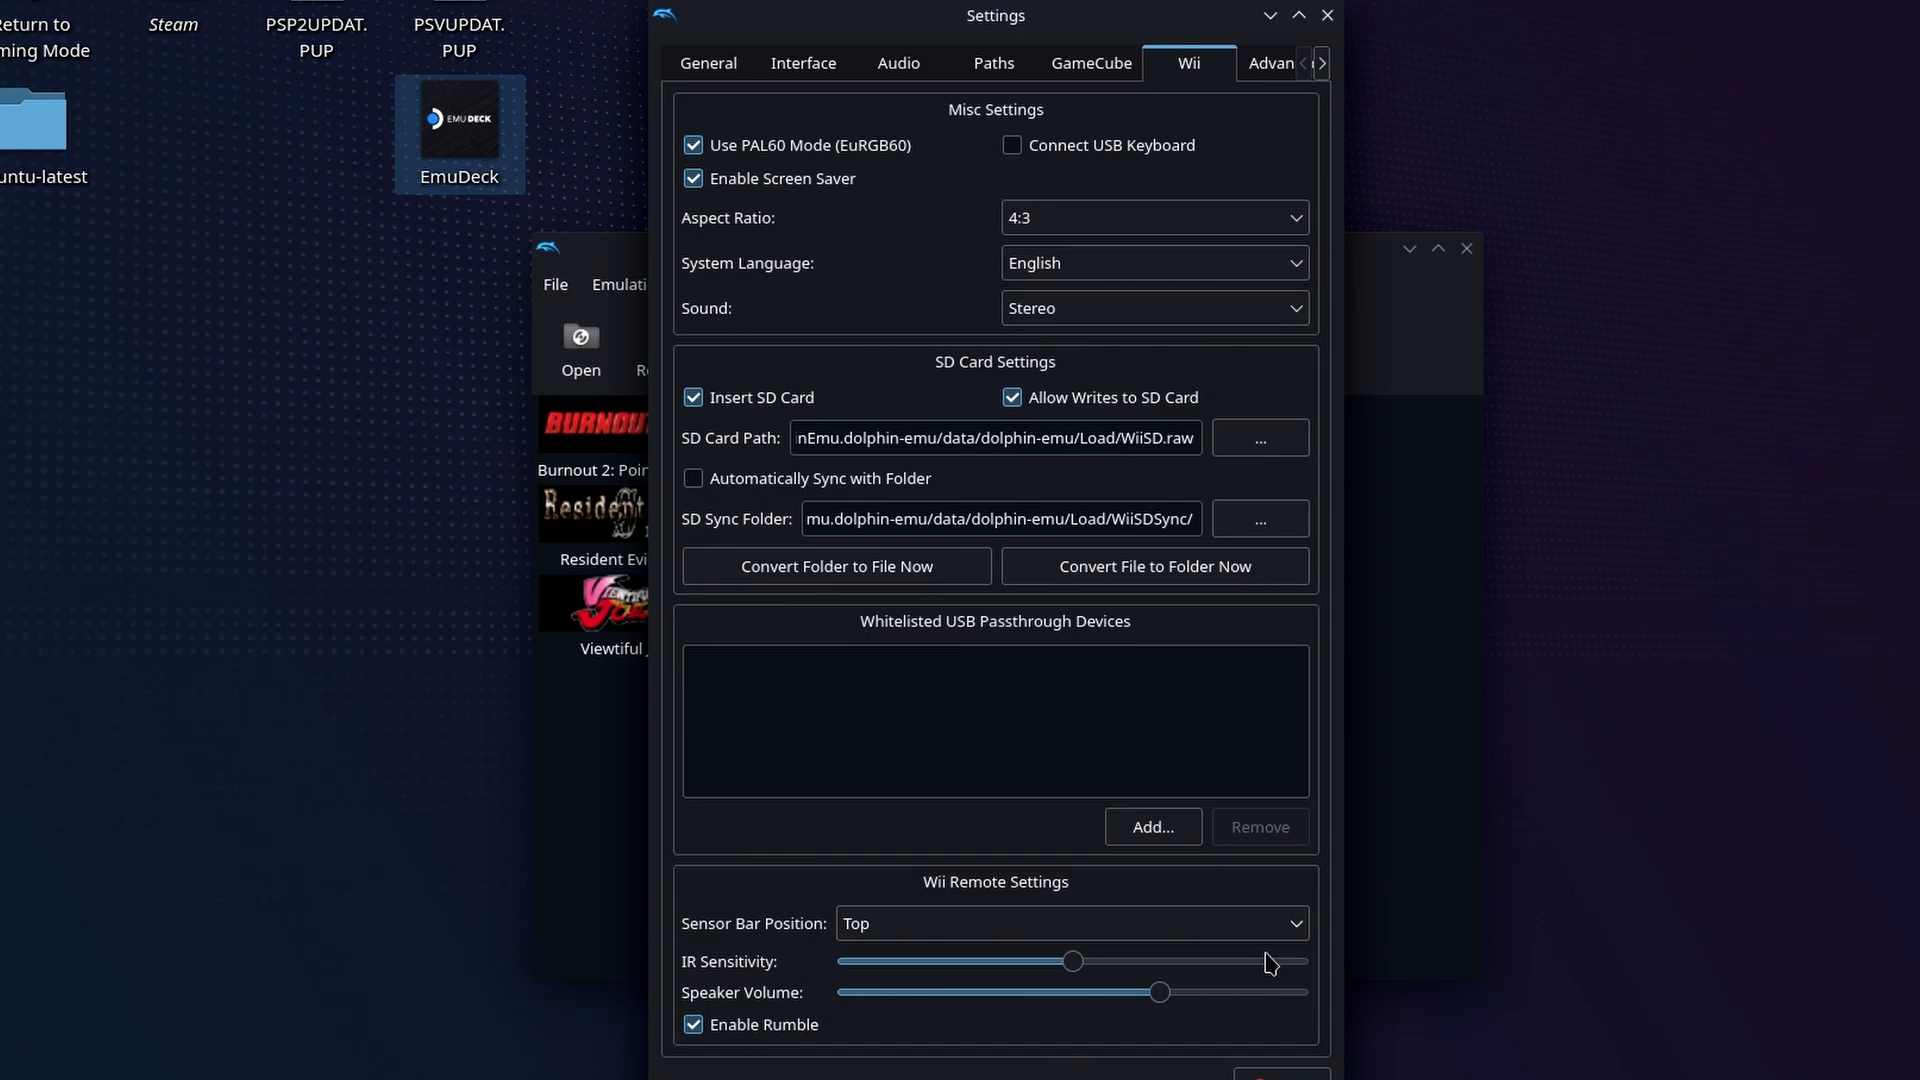 Return to
ming Mode
Steam
PSP2UPDAT.
PUP
PSVUPDAT.
PUP
untu-latest
EMUDECK
EmuDeck
File
Emulati
Open
Re
BURNOUT
Burnout 2: Poin
Resident
Resident Evi
VIEWTIFUL
JOE
Viewtiful J
Settings
General
Interface
Audio
Paths
GameCube
Wii
Advan
Misc Settings
Use PAL60 Mode (EuRGB60)
Connect USB Keyboard
Enable Screen Saver
Aspect Ratio:
4:3
System Language:
English
Sound:
Stereo
SD Card Settings
Insert SD Card
Allow Writes to SD Card
SD Card Path:
nEmu.dolphin-emu/data/dolphin-emu/Load/WiiSD.raw
...
Automatically Sync with Folder
SD Sync Folder:
mu.dolphin-emu/data/dolphin-emu/Load/WiiSDSync/
...
Convert Folder to File Now
Convert File to Folder Now
Whitelisted USB Passthrough Devices
Add...
Remove
Wii Remote Settings
Sensor Bar Position:
Top
IR Sensitivity:
Speaker Volume:
Enable Rumble